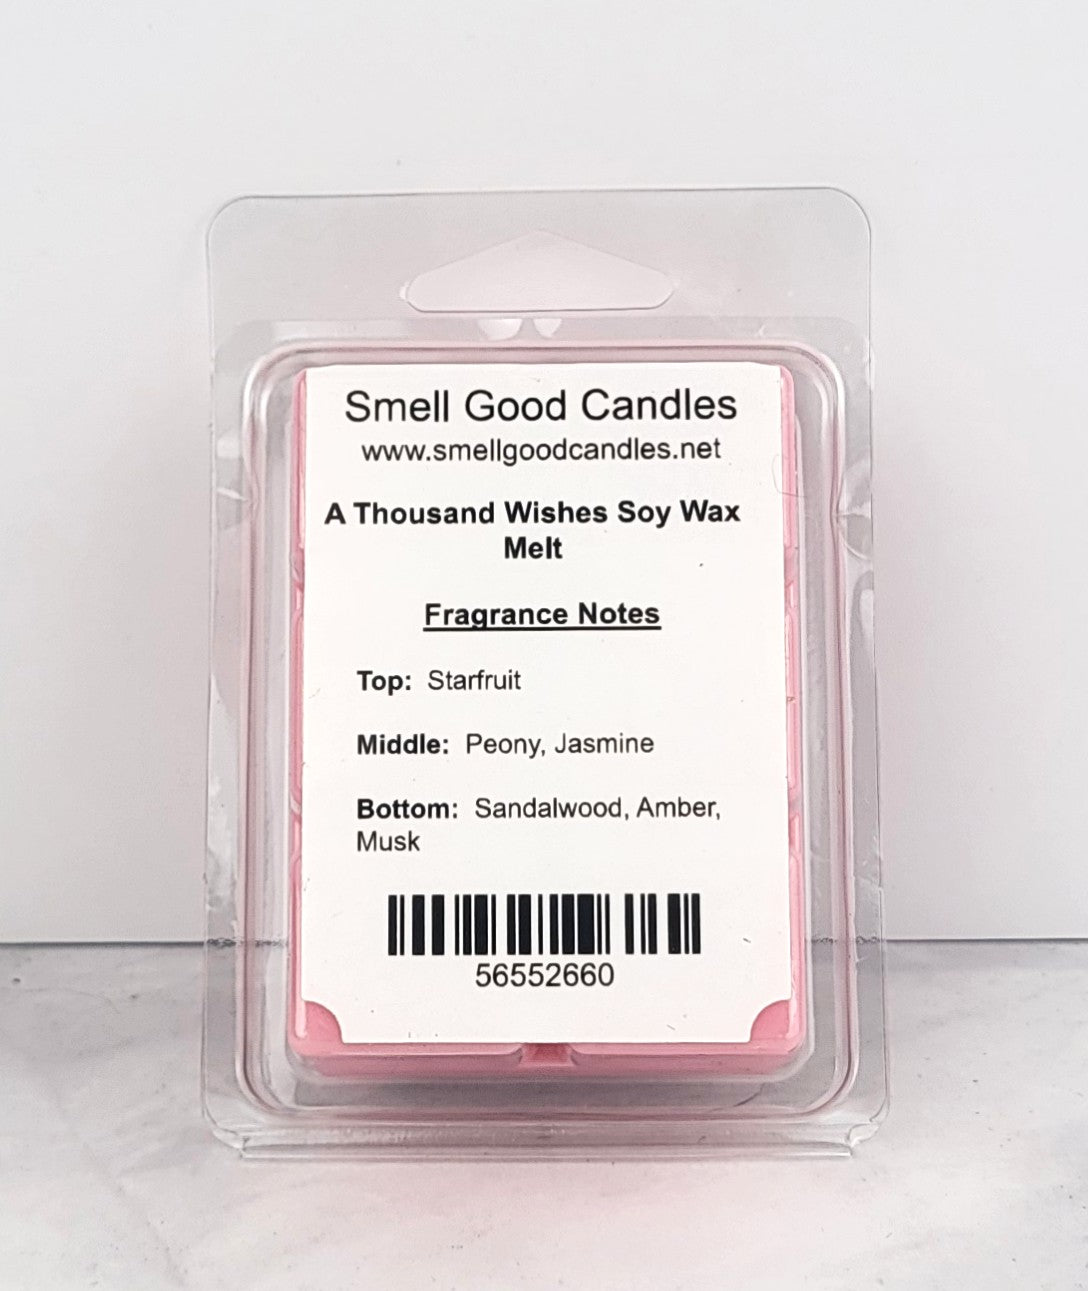 Smell Good Candles
www.smellgoodcandles.net
A Thousand Wishes Soy Wax
Melt
Fragrance Notes
Top: Starfruit
Middle: Peony, Jasmine
Bottom: Sandalwood, Amber,
Musk
56552660